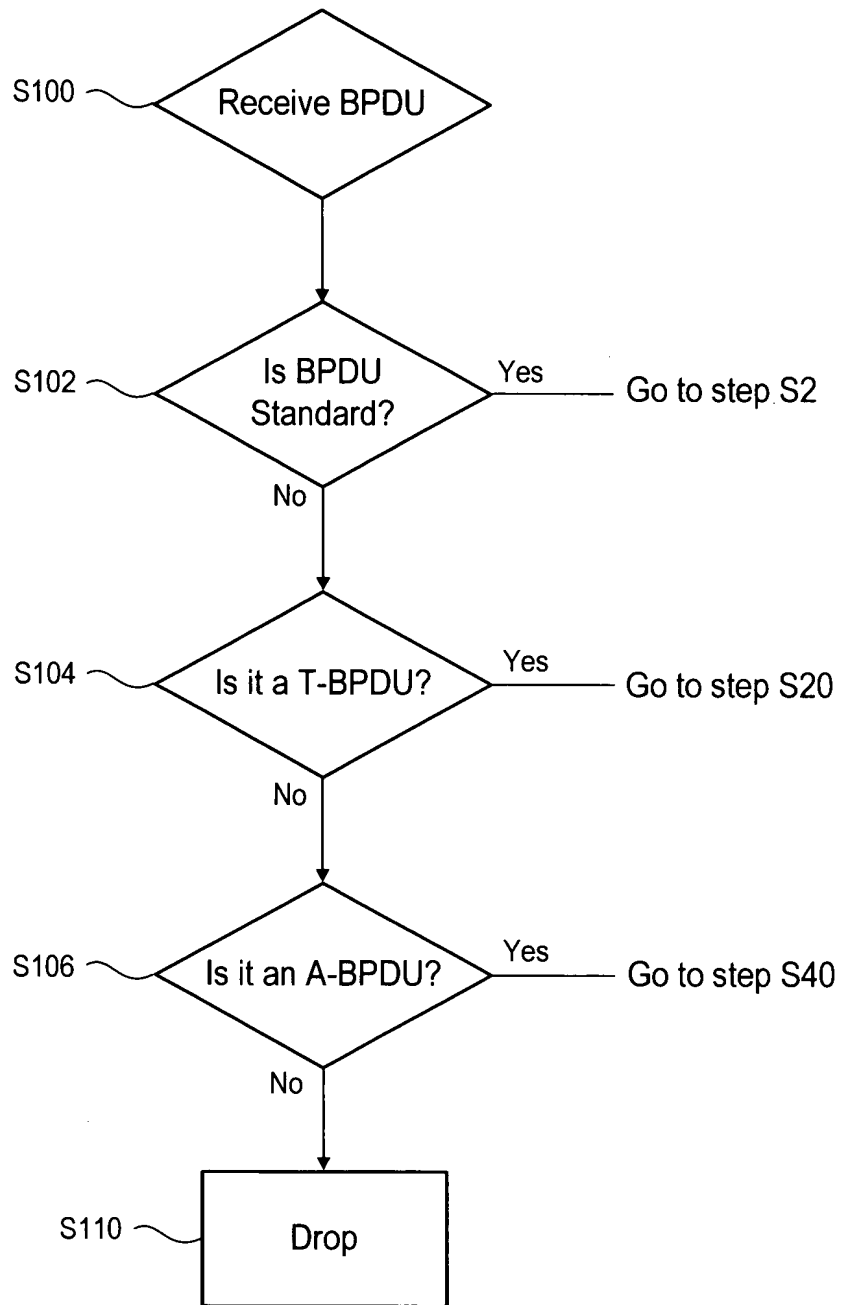 S100
Receive BPDU
S102
Is BPDU
Standard?
Yes
Go to step S2
No
S104
Is it a T-BPDU?
Yes
Go to step S20
No
S106
Is it an A-BPDU?
Yes
Go to step S40
No
S110
Drop